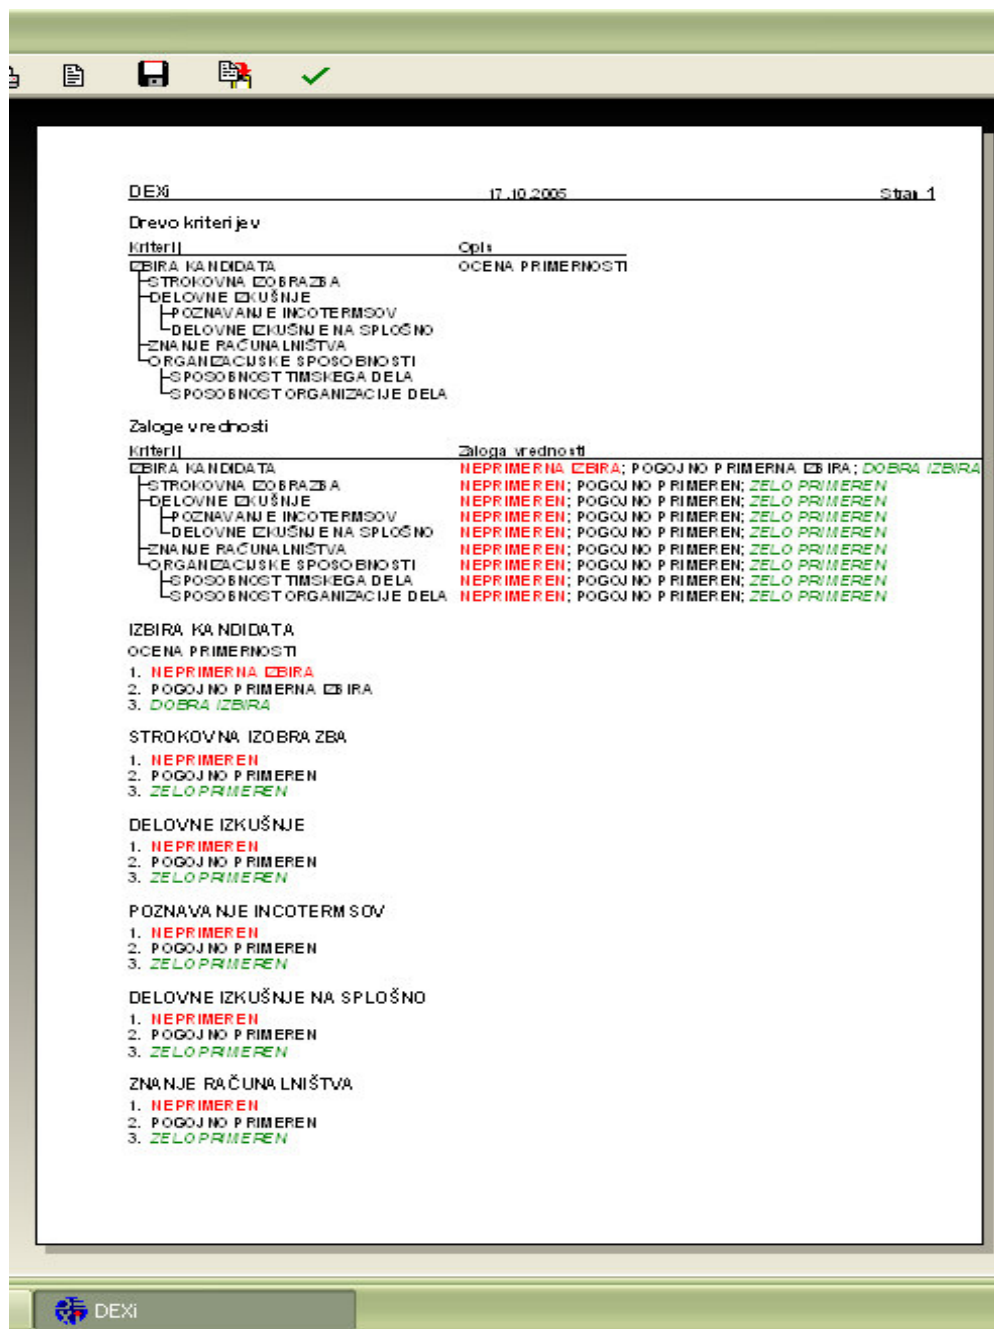 DEXi 17.10.2005 Stran 1
Drevo kriterijev
Kriterij Opis
IZBIRA KANDIDATA OCENA PRIMERNOSTI
STROKOVNA IZOBRAZBA
DELOVNE IZKUŠNJE
POZNAVANJE INCOTERMSOV
DELOVNE IZKUŠNJE NA SPLOŠNO
ZNANJE RAČUNALNIŠTVA
ORGANIZACIJSKE SPOSOBNOSTI
SPOSOBNOST TIMSKEGA DELA
SPOSOBNOST ORGANIZACIJE DELA
Zaloge vrednosti
Kriterij Zaloga vrednosti
IZBIRA KANDIDATA NEPRIMERNA IZBIRA; POGOJNO PRIMERNA IZBIRA; DOBRA IZBIRA
STROKOVNA IZOBRAZBA NEPRIMEREN; POGOJNO PRIMEREN; ZELO PRIMEREN
DELOVNE IZKUŠNJE NEPRIMEREN; POGOJNO PRIMEREN; ZELO PRIMEREN
POZNAVANJE INCOTERMSOV NEPRIMEREN; POGOJNO PRIMEREN; ZELO PRIMEREN
DELOVNE IZKUŠNJE NA SPLOŠNO NEPRIMEREN; POGOJNO PRIMEREN; ZELO PRIMEREN
ZNANJE RAČUNALNIŠTVA NEPRIMEREN; POGOJNO PRIMEREN; ZELO PRIMEREN
ORGANIZACIJSKE SPOSOBNOSTI NEPRIMEREN; POGOJNO PRIMEREN; ZELO PRIMEREN
SPOSOBNOST TIMSKEGA DELA NEPRIMEREN; POGOJNO PRIMEREN; ZELO PRIMEREN
SPOSOBNOST ORGANIZACIJE DELA NEPRIMEREN; POGOJNO PRIMEREN; ZELO PRIMEREN
IZBIRA KANDIDATA
OCENA PRIMERNOSTI
1. NEPRIMERNA IZBIRA
2. POGOJNO PRIMERNA IZBIRA
3. DOBRA IZBIRA
STROKOVNA IZOBRAZBA
1. NEPRIMEREN
2. POGOJNO PRIMEREN
3. ZELO PRIMEREN
DELOVNE IZKUŠNJE
1. NEPRIMEREN
2. POGOJNO PRIMEREN
3. ZELO PRIMEREN
POZNAVANJE INCOTERMSOV
1. NEPRIMEREN
2. POGOJNO PRIMEREN
3. ZELO PRIMEREN
DELOVNE IZKUŠNJE NA SPLOŠNO
1. NEPRIMEREN
2. POGOJNO PRIMEREN
3. ZELO PRIMEREN
ZNANJE RAČUNALNIŠTVA
1. NEPRIMEREN
2. POGOJNO PRIMEREN
3. ZELO PRIMEREN
DEXi